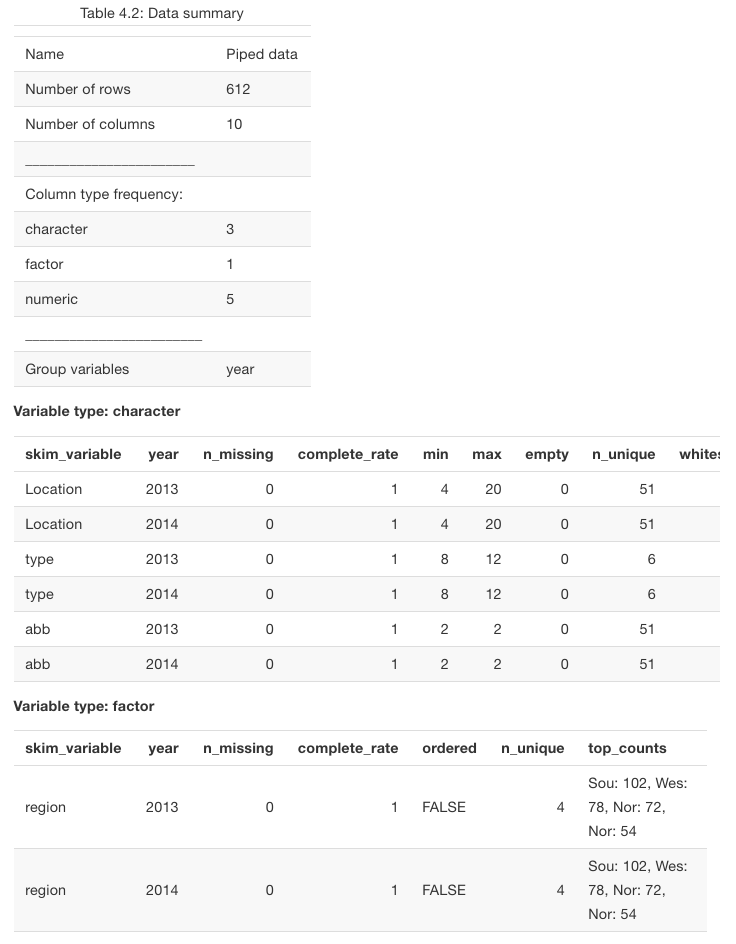 Table 4.2: Data summary
Name Piped data
Number of rows 612
Number of columns 10
_______________________
Column type frequency:
character 3
factor 1
numeric 5
________________________
Group variables year
Variable type: character
skim_variable year n_missing complete_rate min max empty n_unique whites
Location 2013 0 1 4 20 0 51
Location 2014 0 1 4 20 0 51
type 2013 0 1 8 12 0 6
type 2014 0 1 8 12 0 6
abb 2013 0 1 2 2 0 51
abb 2014 0 1 2 2 0 51
Variable type: factor
skim_variable year n_missing complete_rate ordered n_unique top_counts
region 2013 0 1 FALSE 4 Sou: 102, Wes:
78, Nor: 72,
Nor: 54
region 2014 0 1 FALSE 4 Sou: 102, Wes:
78, Nor: 72,
Nor: 54